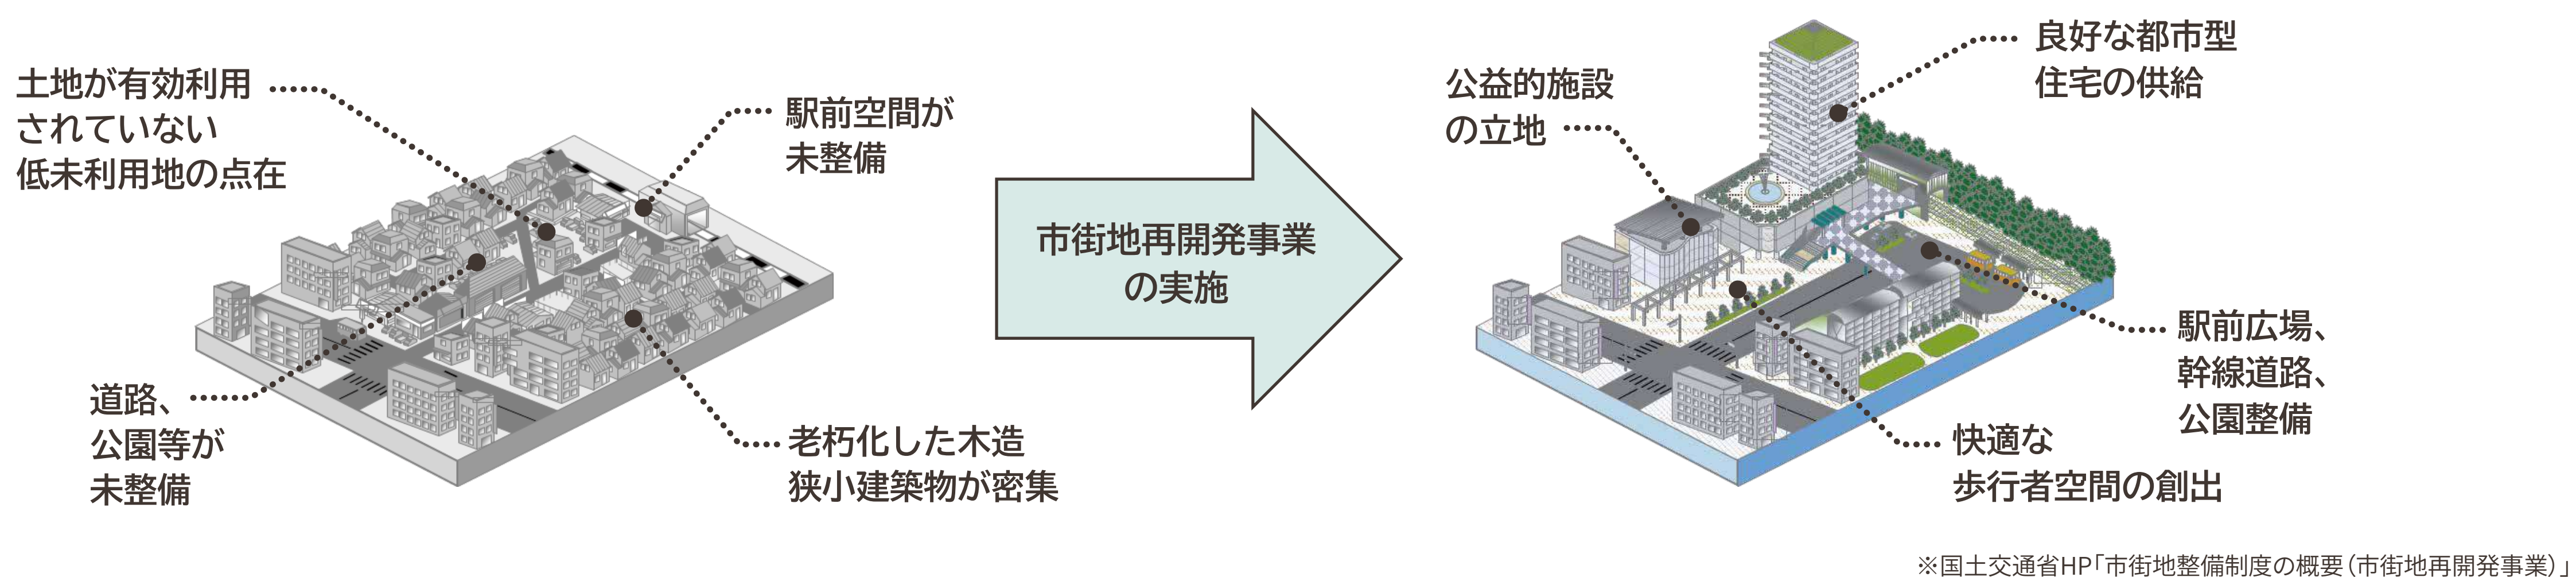 土地が有効利用
されていない
低未利用地の点在
駅前空間が
未整備
道路、
公園等が
未整備
老朽化した木造
狭小建築物が密集
市街地再開発事業
の実施
公益的施設
の立地
良好な都市型
住宅の供給
駅前広場、
幹線道路、
公園整備
快適な
歩行者空間の創出
※国土交通省HP「市街地整備制度の概要（市街地再開発事業）」